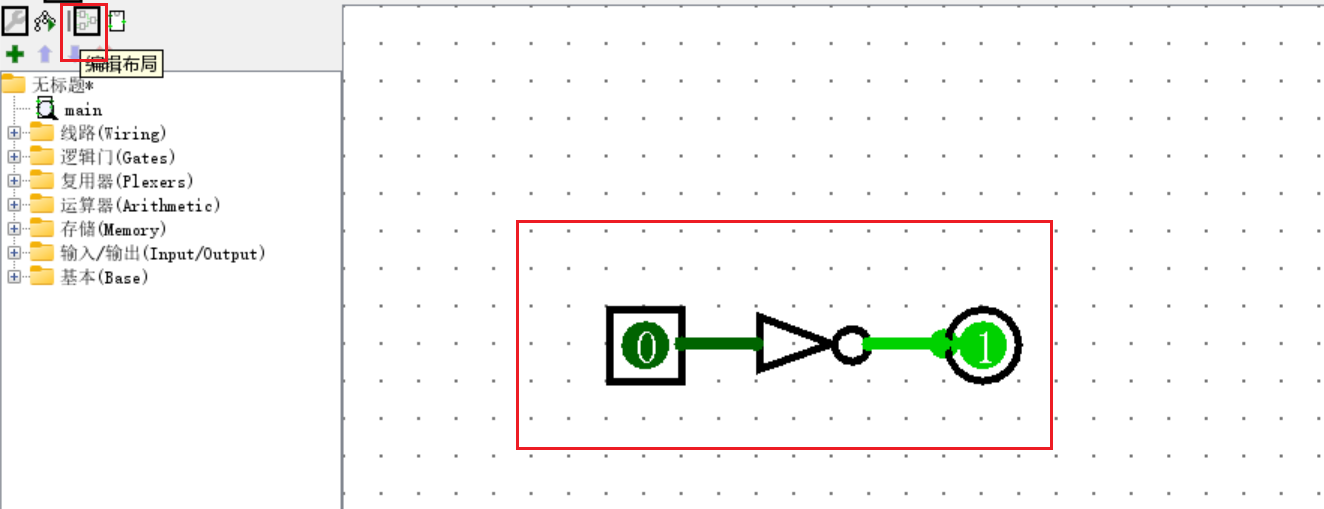 编辑布局
无标题*
main
线路(Wiring)
逻辑门(Gates)
复用器(Plexers)
运算器(Arithmetic)
存储(Memory)
输入/输出(Input/Output)
基本(Base)
0 1